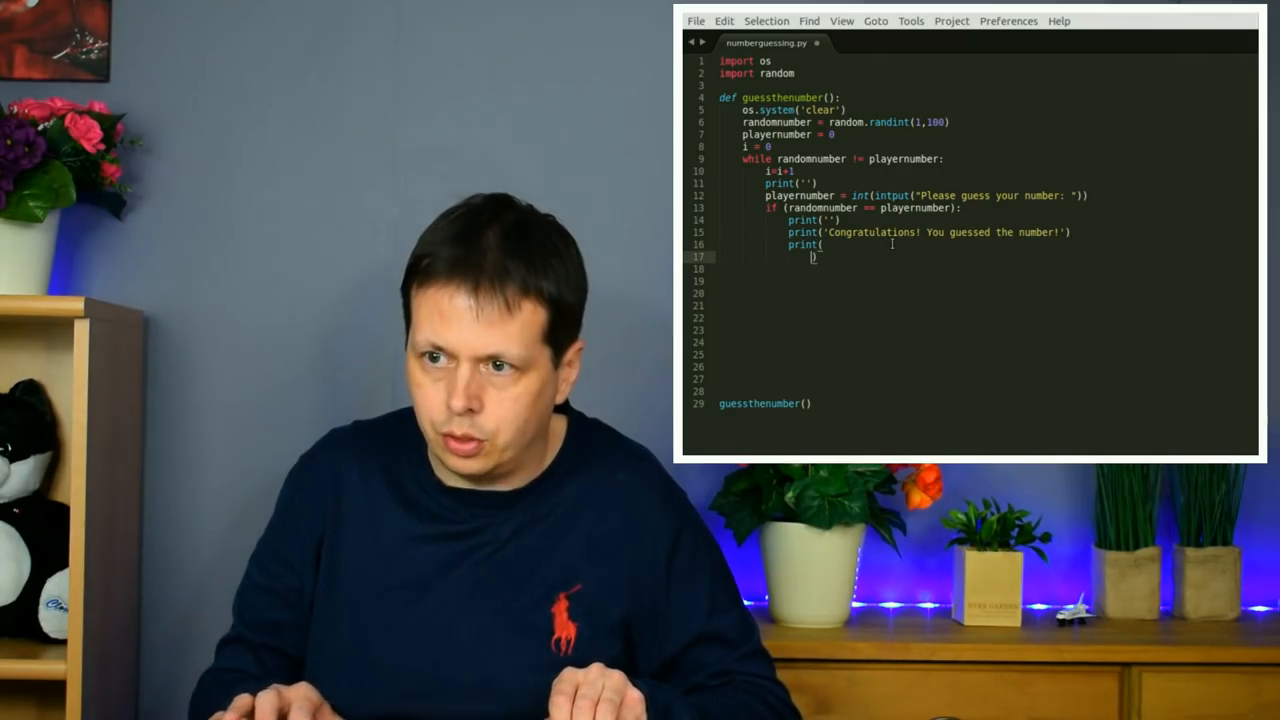 File Edit Selection Find View Goto Tools Project Preferences Help
numberguessing.py
1 import os
2 import random
3
4 def guessthenumber():
5 os.system('clear')
6 randomnumber = random.randint(1,100)
7 playernumber = 0
8 i = 0
9 while randomnumber != playernumber:
10 i=i+1
11 print('')
12 playernumber = int(intput("Please guess your number: "))
13 if (randomnumber == playernumber):
14 print('')
15 print('Congratulations! You guessed the number!')
16 print(
17 )
18
19
20
21
22
23
24
25
26
27
28
29 guessthenumber()